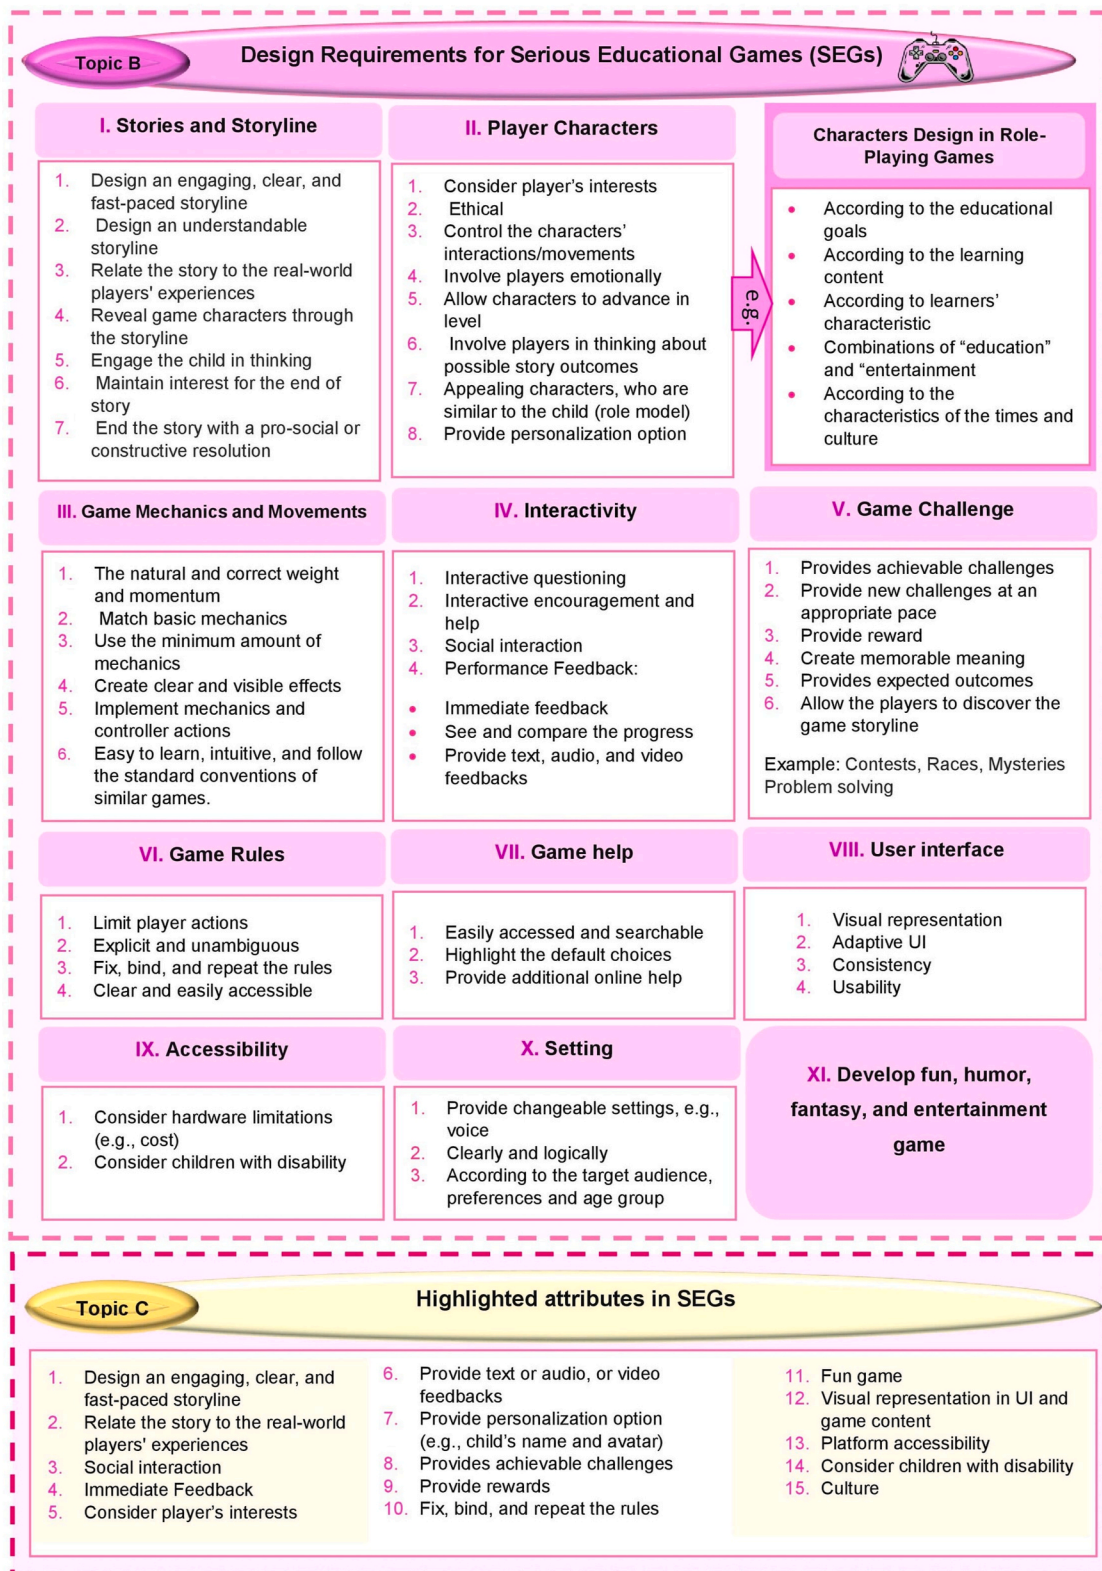 Topic B
Design Requirements for Serious Educational Games (SEGs)
I. Stories and Storyline
1. Design an engaging, clear, and
fast-paced storyline
2. Design an understandable
storyline
3. Relate the story to the real-world
players' experiences
4. Reveal game characters through
the storyline
5. Engage the child in thinking
6. Maintain interest for the end of
story
7. End the story with a pro-social or
constructive resolution
II. Player Characters
1. Consider player’s interests
2. Ethical
3. Control the characters’
interactions/movements
4. Involve players emotionally
5. Allow characters to advance in
level
6. Involve players in thinking about
possible story outcomes
7. Appealing characters, who are
similar to the child (role model)
8. Provide personalization option
e.g.
Characters Design in Role-
Playing Games
• According to the educational
goals
• According to the learning
content
• According to learners’
characteristic
• Combinations of “education”
and “entertainment
• According to the
characteristics of the times and
culture
III. Game Mechanics and Movements
1. The natural and correct weight
and momentum
2. Match basic mechanics
3. Use the minimum amount of
mechanics
4. Create clear and visible effects
5. Implement mechanics and
controller actions
6. Easy to learn, intuitive, and follow
the standard conventions of
similar games.
IV. Interactivity
1. Interactive questioning
2. Interactive encouragement and
help
3. Social interaction
4. Performance Feedback:
• Immediate feedback
• See and compare the progress
• Provide text, audio, and video
feedbacks
V. Game Challenge
1. Provides achievable challenges
2. Provide new challenges at an
appropriate pace
3. Provide reward
4. Create memorable meaning
5. Provides expected outcomes
6. Allow the players to discover the
game storyline
Example: Contests, Races, Mysteries
Problem solving
VI. Game Rules
1. Limit player actions
2. Explicit and unambiguous
3. Fix, bind, and repeat the rules
4. Clear and easily accessible
VII. Game help
1. Easily accessed and searchable
2. Highlight the default choices
3. Provide additional online help
VIII. User interface
1. Visual representation
2. Adaptive UI
3. Consistency
4. Usability
IX. Accessibility
1. Consider hardware limitations
(e.g., cost)
2. Consider children with disability
X. Setting
1. Provide changeable settings, e.g.,
voice
2. Clearly and logically
3. According to the target audience,
preferences and age group
XI. Develop fun, humor,
fantasy, and entertainment
game
Topic C
Highlighted attributes in SEGs
1. Design an engaging, clear, and
fast-paced storyline
2. Relate the story to the real-world
players' experiences
3. Social interaction
4. Immediate Feedback
5. Consider player’s interests
6. Provide text or audio, or video
feedbacks
7. Provide personalization option
(e.g., child’s name and avatar)
8. Provides achievable challenges
9. Provide rewards
10. Fix, bind, and repeat the rules
11. Fun game
12. Visual representation in UI and
game content
13. Platform accessibility
14. Consider children with disability
15. Culture